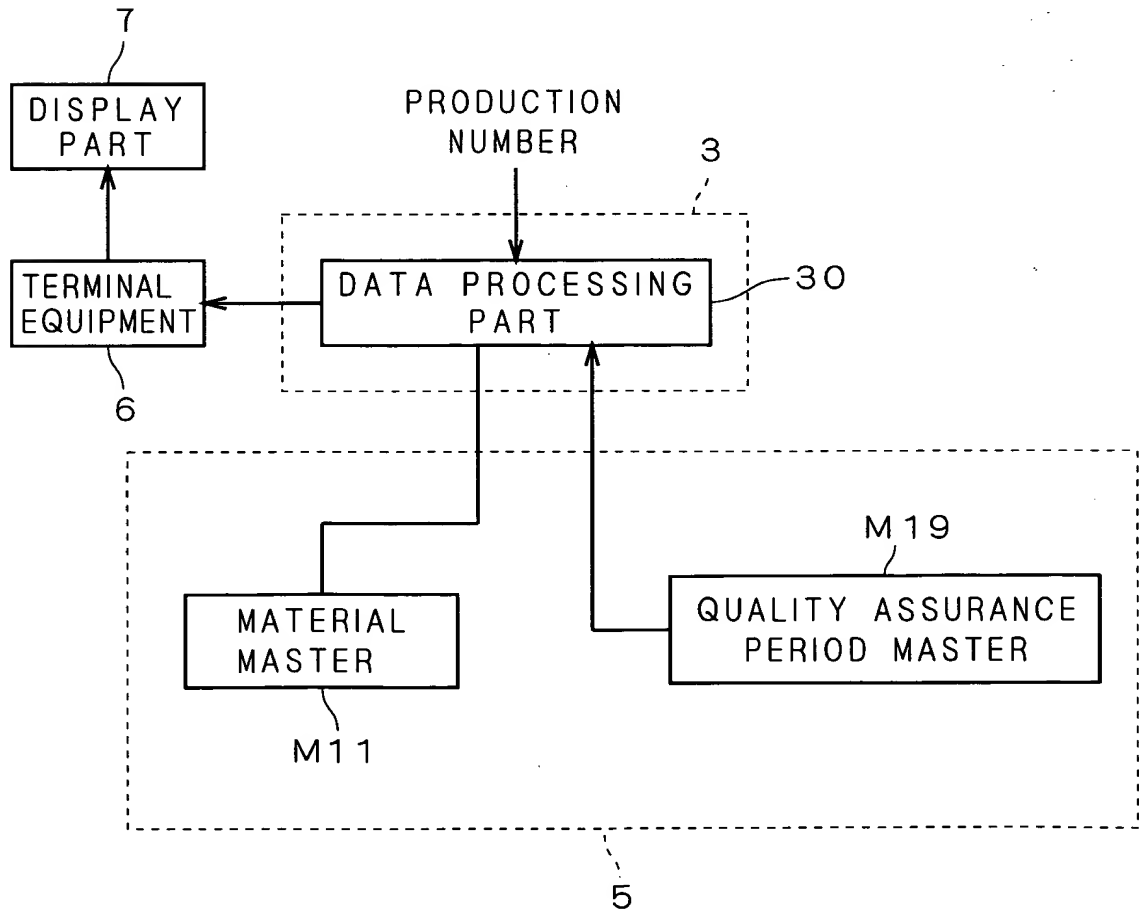 7
DISPLAY
PART
PRODUCTION
NUMBER
3
TERMINAL
EQUIPMENT
6
DATA PROCESSING
PART
30
M19
QUALITY ASSURANCE
PERIOD MASTER
MATERIAL
MASTER
M11
5